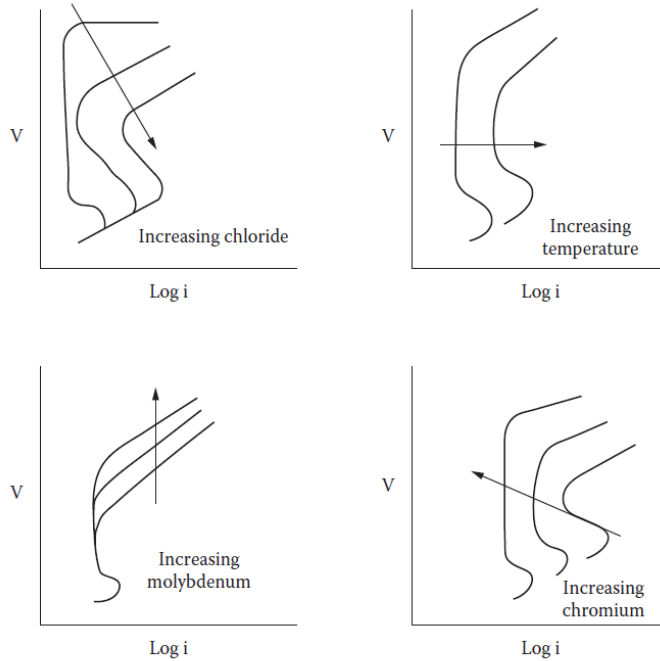 V
Increasing chloride
Log i
V
Increasing
temperature
Log i
V
Increasing
molybdenum
Log i
V
Increasing
chromium
Log i